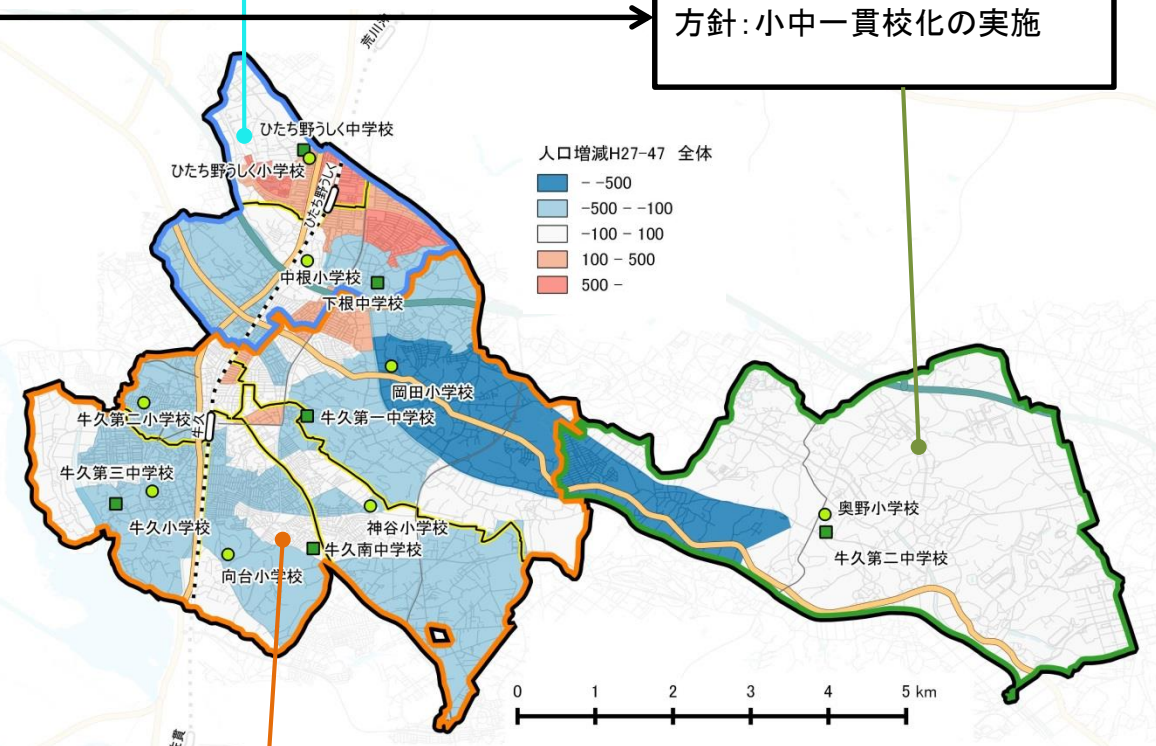 方針：小中一貫校化の実施
荒川沖
ひたち野うしく中学校
ひたち野うしく小学校
ひたち野うしく
人口増減H27-47 全体
- -500
-500 - -100
-100 - 100
100 - 500
500 -
中根小学校
下根中学校
岡田小学校
牛久第二小学校
牛久
牛久第一中学校
牛久第三中学校
牛久小学校
神谷小学校
牛久南中学校
向台小学校
奥野小学校
牛久第二中学校
0 1 2 3 4 5 km